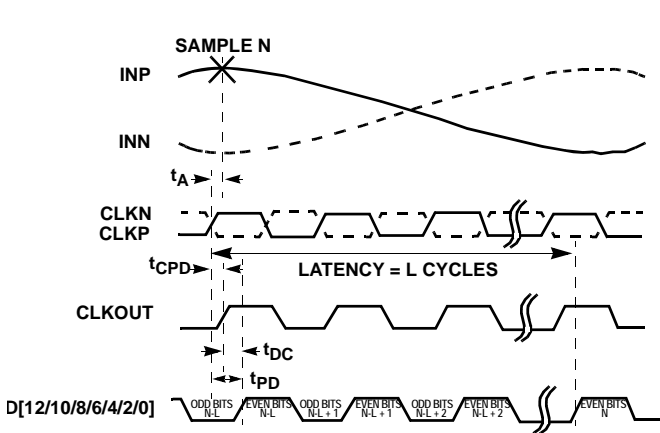 SAMPLE N
INP
INN
tA
CLKN
CLKP
tCPD
LATENCY = L CYCLES
CLKOUT
tDC
tPD
D[12/10/8/6/4/2/0]
ODD BITS
N-L
EVEN BITS
N-L
ODD BITS
N-L + 1
EVEN BITS
N-L + 1
ODD BITS
N-L + 2
EVEN BITS
N-L + 2
EVEN BITS
N